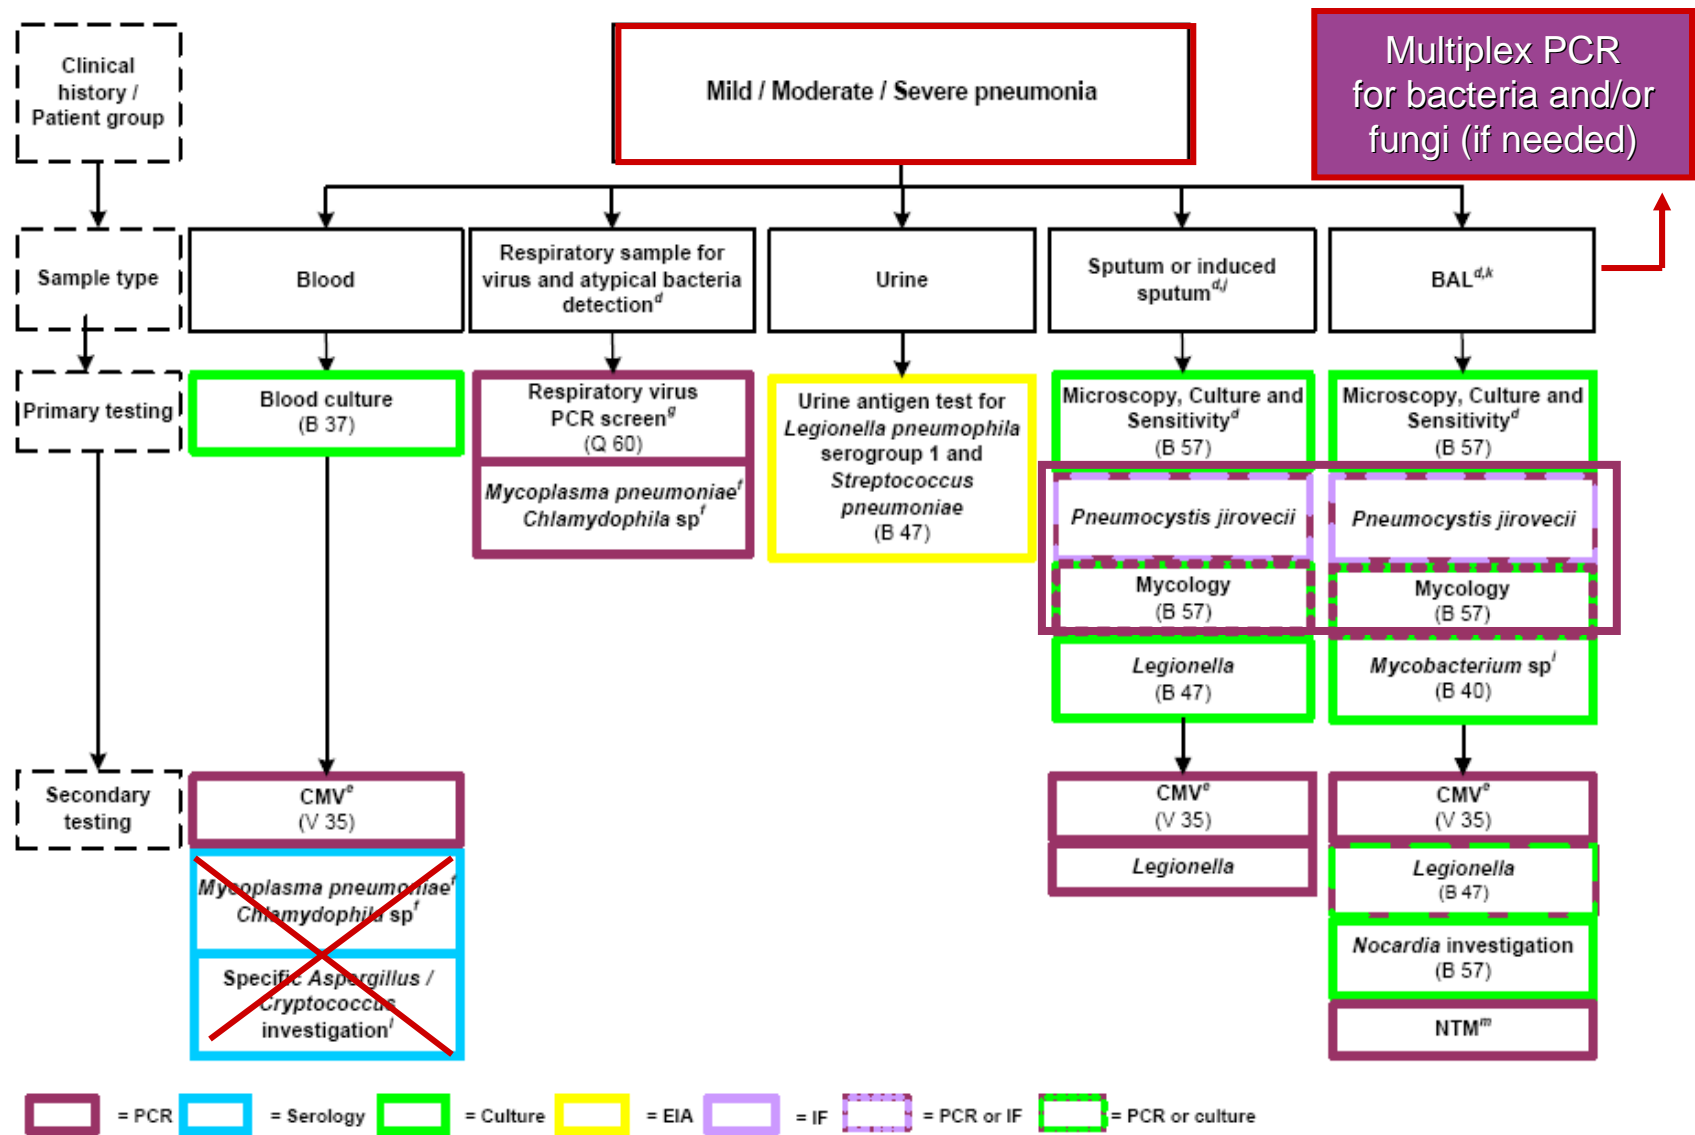 Clinical
history /
Patient group
Mild / Moderate / Severe pneumonia
Multiplex PCR
for bacteria and/or
fungi (if needed)
Sample type
Blood
Respiratory sample for
virus and atypical bacteria
detection^d
Urine
Sputum or induced
sputum^d,j
BAL^d,k
Primary testing
Blood culture
(B 37)
Respiratory virus
PCR screen^g
(Q 60)
Mycoplasma pneumoniae^f
Chlamydophila sp^f
Urine antigen test for
Legionella pneumophila
serogroup 1 and
Streptococcus
pneumoniae
(B 47)
Microscopy, Culture and
Sensitivity^d
(B 57)
Pneumocystis jirovecii
Mycology
(B 57)
Legionella
(B 47)
Microscopy, Culture and
Sensitivity^d
(B 57)
Pneumocystis jirovecii
Mycology
(B 57)
Mycobacterium sp^i
(B 40)
Secondary
testing
CMV^e
(V 35)
Mycoplasma pneumoniae^f
Chlamydophila sp^f
Specific Aspergillus /
Cryptococcus
investigation^l
CMV^e
(V 35)
Legionella
CMV^e
(V 35)
Legionella
(B 47)
Nocardia investigation
(B 57)
NTM^m
= PCR
= Serology
= Culture
= EIA
= IF
= PCR or IF
= PCR or culture